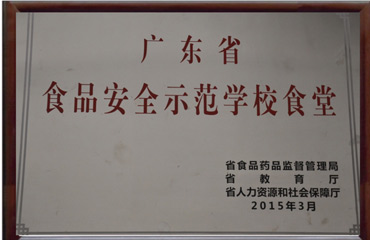 广东省
食品安全示范学校食堂
省食品药品监督管理局
省教育厅
省人力资源和社会保障厅
2015年3月